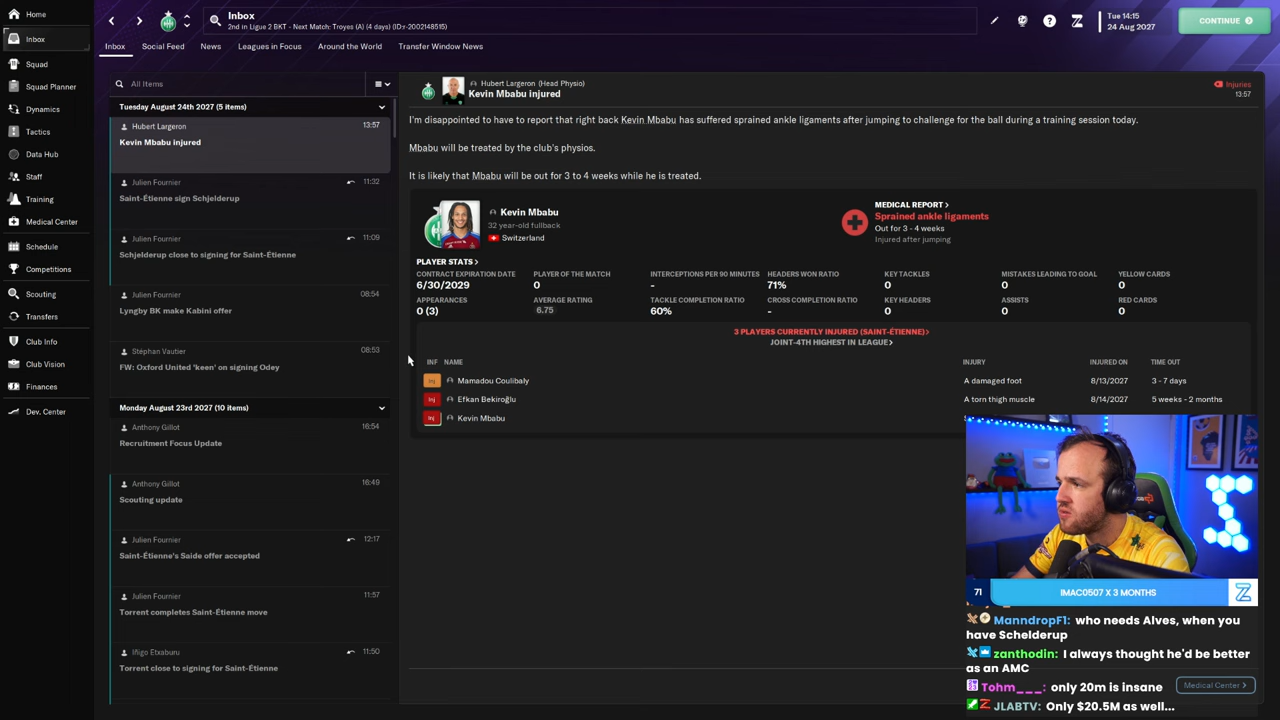 Home
Inbox
Squad
Squad Planner
Dynamics
Tactics
Data Hub
Staff
Training
Medical Center
Schedule
Competitions
Scouting
Transfers
Club Info
Club Vision
Finances
Dev. Center
Inbox
2nd in Ligue 2 BKT - Next Match: Troyes (A) (4 days) (ID:r-2002148515)
Tue 14:15
24 Aug 2027
CONTINUE
Inbox
Social Feed
News
Leagues in Focus
Around the World
Transfer Window News
All Items
Tuesday August 24th 2027 (5 items)
Hubert Largeron 13:57
Kevin Mbabu injured
Julien Fournier 11:32
Saint-Étienne sign Schjelderup
Julien Fournier 11:09
Schjelderup close to signing for Saint-Étienne
Julien Fournier 08:54
Lyngby BK make Kabini offer
Stéphan Vautier 08:53
FW: Oxford United 'keen' on signing Odey
Monday August 23rd 2027 (10 items)
Anthony Gillot 16:54
Recruitment Focus Update
Anthony Gillot 16:49
Scouting update
Julien Fournier 12:17
Saint-Étienne's Saide offer accepted
Julien Fournier 11:57
Torrent completes Saint-Étienne move
Iñigo Etxaburu 11:50
Torrent close to signing for Saint-Étienne
Hubert Largeron (Head Physio)
Kevin Mbabu injured
Injuries
13:57
I'm disappointed to have to report that right back Kevin Mbabu has suffered sprained ankle ligaments after jumping to challenge for the ball during a training session today.
Mbabu will be treated by the club's physios.
It is likely that Mbabu will be out for 3 to 4 weeks while he is treated.
Kevin Mbabu
32 year-old fullback
Switzerland
MEDICAL REPORT >
Sprained ankle ligaments
Out for 3 - 4 weeks
Injured after jumping
PLAYER STATS >
CONTRACT EXPIRATION DATE PLAYER OF THE MATCH INTERCEPTIONS PER 90 MINUTES HEADERS WON RATIO KEY TACKLES MISTAKES LEADING TO GOAL YELLOW CARDS
6/30/2029 0 - 71% 0 0 0
APPEARANCES AVERAGE RATING TACKLE COMPLETION RATIO CROSS COMPLETION RATIO KEY HEADERS ASSISTS RED CARDS
0 (3) 6.75 60% - 0 0 0
3 PLAYERS CURRENTLY INJURED (SAINT-ÉTIENNE) >
JOINT-4TH HIGHEST IN LEAGUE >
INF NAME INJURY INJURED ON TIME OUT
Inj Mamadou Coulibaly A damaged foot 8/13/2027 3 - 7 days
Inj Efkan Bekiroğlu A torn thigh muscle 8/14/2027 5 weeks - 2 months
Inj Kevin Mbabu
71 IMAC0507 X 3 MONTHS
ManndropF1: who needs Alves, when you
have Schelderup
zanthodin: I always thought he'd be better
as an AMC
Tohm___: only 20m is insane
JLABTV: Only $20.5M as well...
Medical Center >